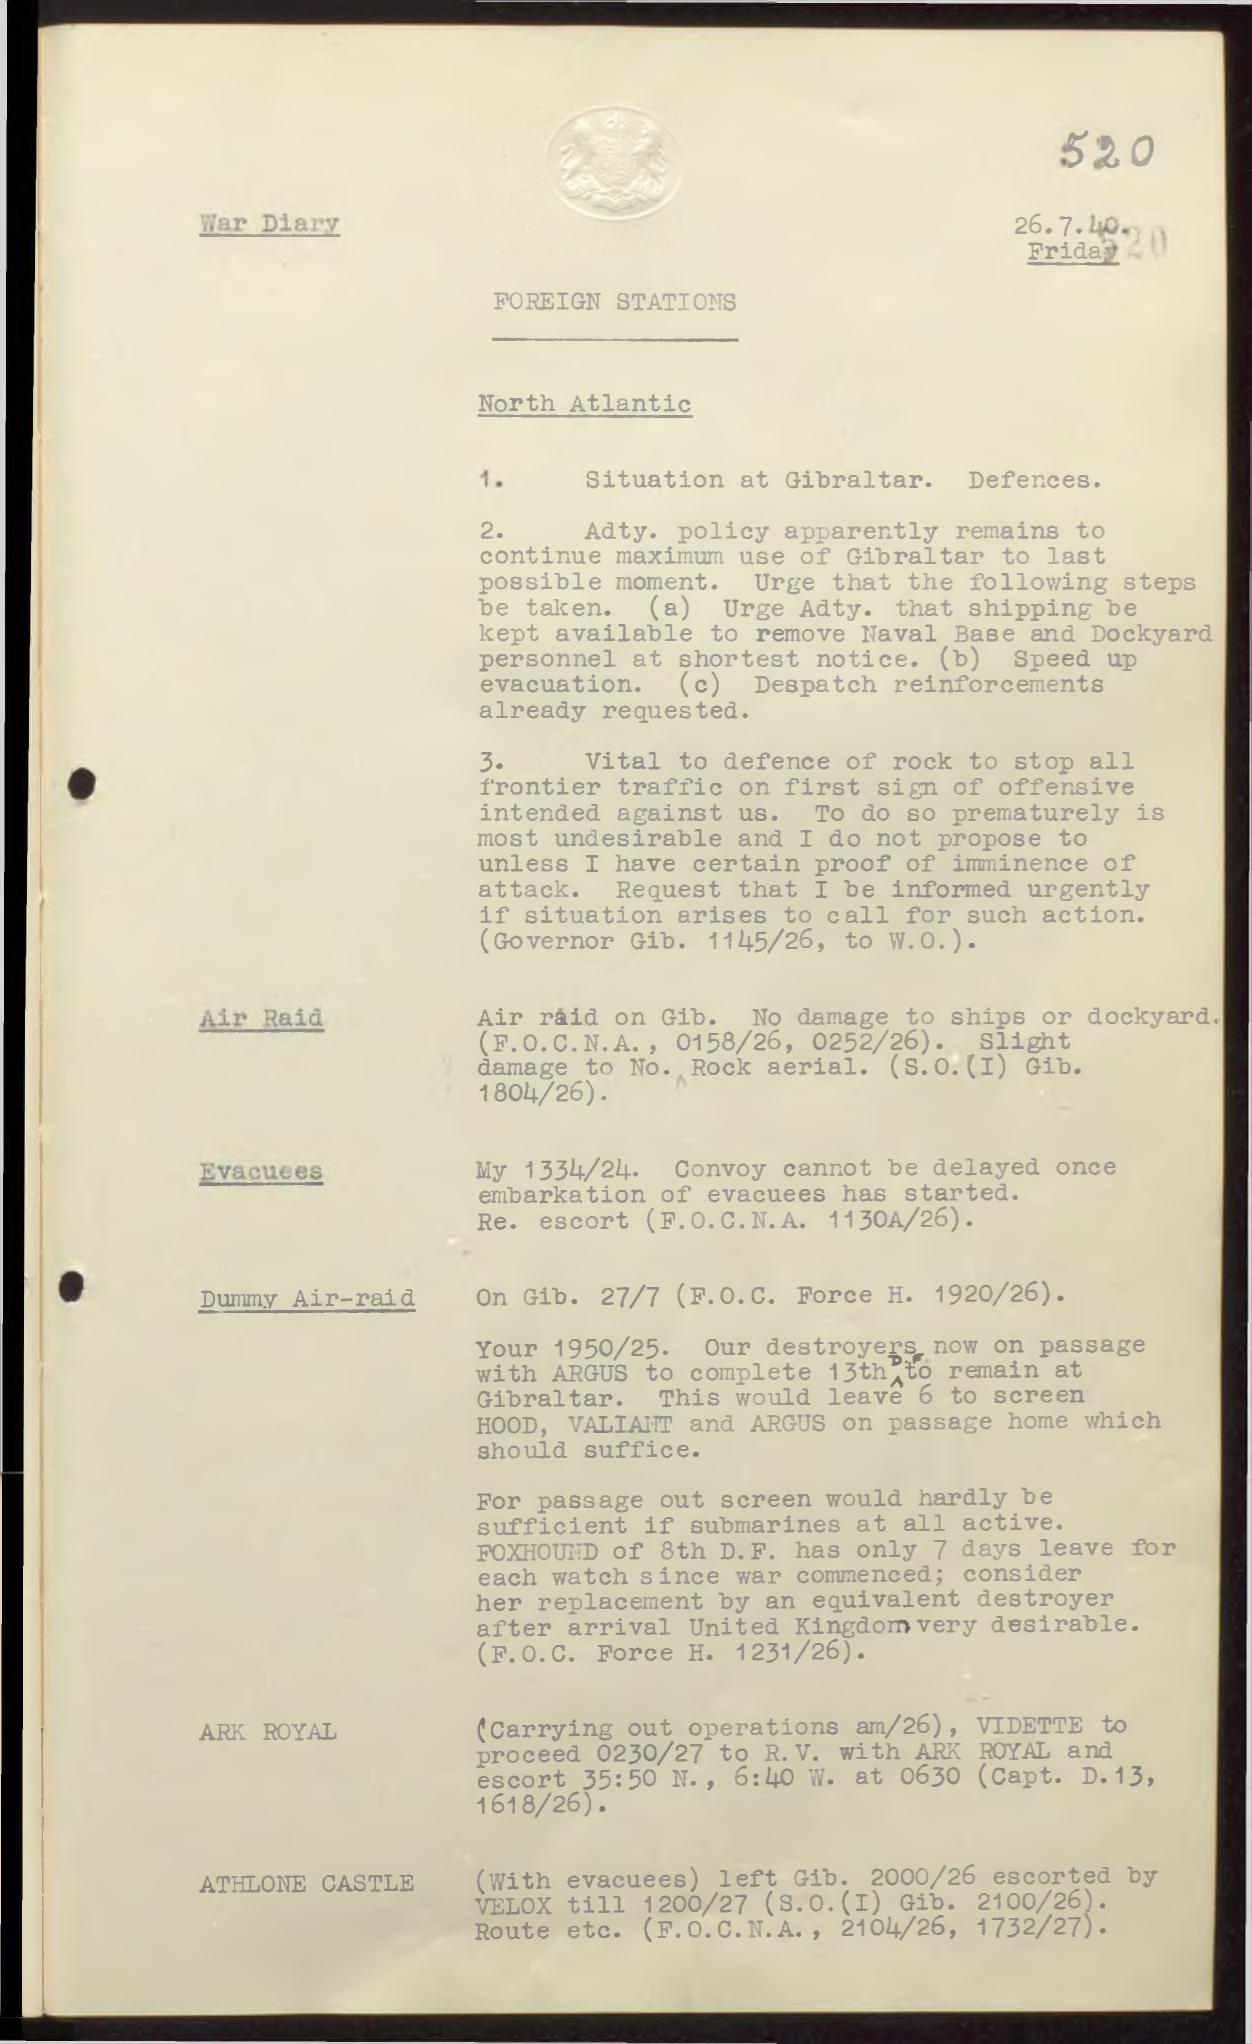 520
War Diary
26.7.40.
Friday
520
FOREIGN STATIONS
North Atlantic
1. Situation at Gibraltar. Defences.
2. Adty. policy apparently remains to
continue maximum use of Gibraltar to last
possible moment. Urge that the following steps
be taken. (a) Urge Adty. that shipping be
kept available to remove Naval Base and Dockyard
personnel at shortest notice. (b) Speed up
evacuation. (c) Despatch reinforcements
already requested.
3. Vital to defence of rock to stop all
frontier traffic on first sign of offensive
intended against us. To do so prematurely is
most undesirable and I do not propose to
unless I have certain proof of imminence of
attack. Request that I be informed urgently
if situation arises to call for such action.
(Governor Gib. 1145/26, to W.O.).
Air Raid
Air raid on Gib. No damage to ships or dockyard.
(F.O.C.N.A., 0158/26, 0252/26). Slight
damage to No. Rock aerial. (S.O.(I) Gib.
1804/26).
Evacuees
My 1334/24. Convoy cannot be delayed once
embarkation of evacuees has started.
Re. escort (F.O.C.N.A. 1130A/26).
Dummy Air-raid
On Gib. 27/7 (F.O.C. Force H. 1920/26).
Your 1950/25. Our destroyers now on passage
with ARGUS to complete 13th D.F. to remain at
Gibraltar. This would leave 6 to screen
HOOD, VALIANT and ARGUS on passage home which
should suffice.
For passage out screen would hardly be
sufficient if submarines at all active.
FOXHOUND of 8th D.F. has only 7 days leave for
each watch since war commenced; consider
her replacement by an equivalent destroyer
after arrival United Kingdom very desirable.
(F.O.C. Force H. 1231/26).
ARK ROYAL
(Carrying out operations am/26), VIDETTE to
proceed 0230/27 to R.V. with ARK ROYAL and
escort 35:50 N., 6:40 W. at 0630 (Capt. D.13,
1618/26).
ATHLONE CASTLE
(With evacuees) left Gib. 2000/26 escorted by
VELOX till 1200/27 (S.O.(I) Gib. 2100/26).
Route etc. (F.O.C.N.A., 2104/26, 1732/27).